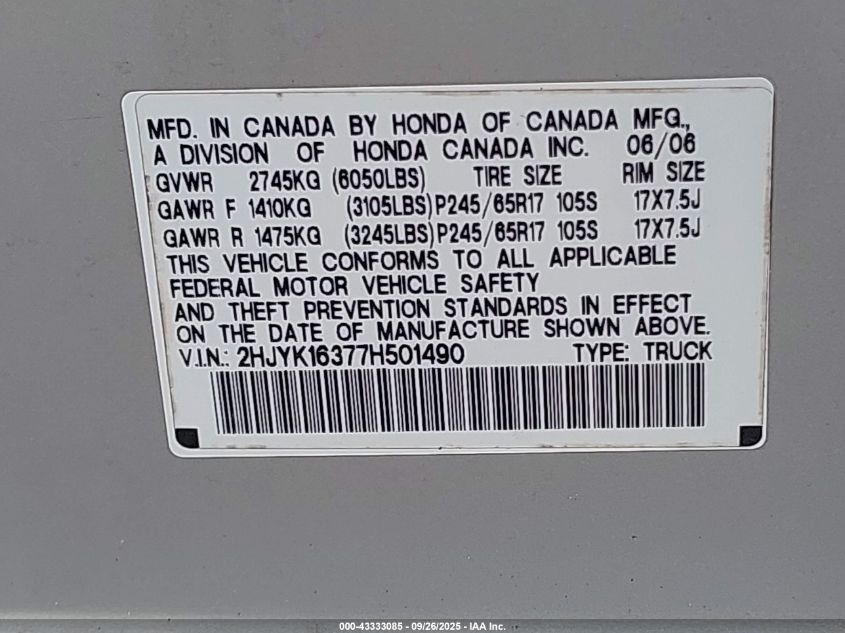 MFD. IN CANADA BY HONDA OF CANADA MFG.,
A DIVISION OF HONDA CANADA INC. 06/06
GVWR 2745KG (6050LBS) TIRE SIZE RIM SIZE
GAWR F 1410KG (3105LBS) P245/65R17 105S 17X7.5J
GAWR R 1475KG (3245LBS) P245/65R17 105S 17X7.5J
THIS VEHICLE CONFORMS TO ALL APPLICABLE
FEDERAL MOTOR VEHICLE SAFETY
AND THEFT PREVENTION STANDARDS IN EFFECT
ON THE DATE OF MANUFACTURE SHOWN ABOVE.
V.I.N.: 2HJYK16377H501490 TYPE: TRUCK
000-43333085 - 09/26/2025 - IAA Inc.